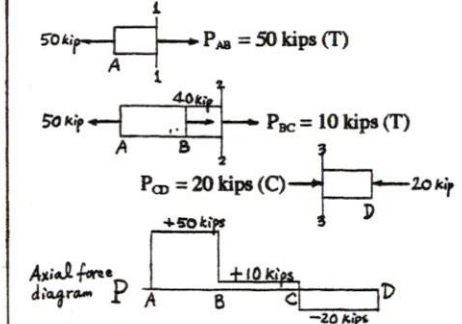 1
50 kip P_AB = 50 kips (T)
A
1
2
40 kip
50 kip P_BC = 10 kips (T)
A B
2
3
P_CD = 20 kips (C) 20 kip
D
3
+50 kips
+10 kips
Axial force
diagram P A B C D
-20 kips